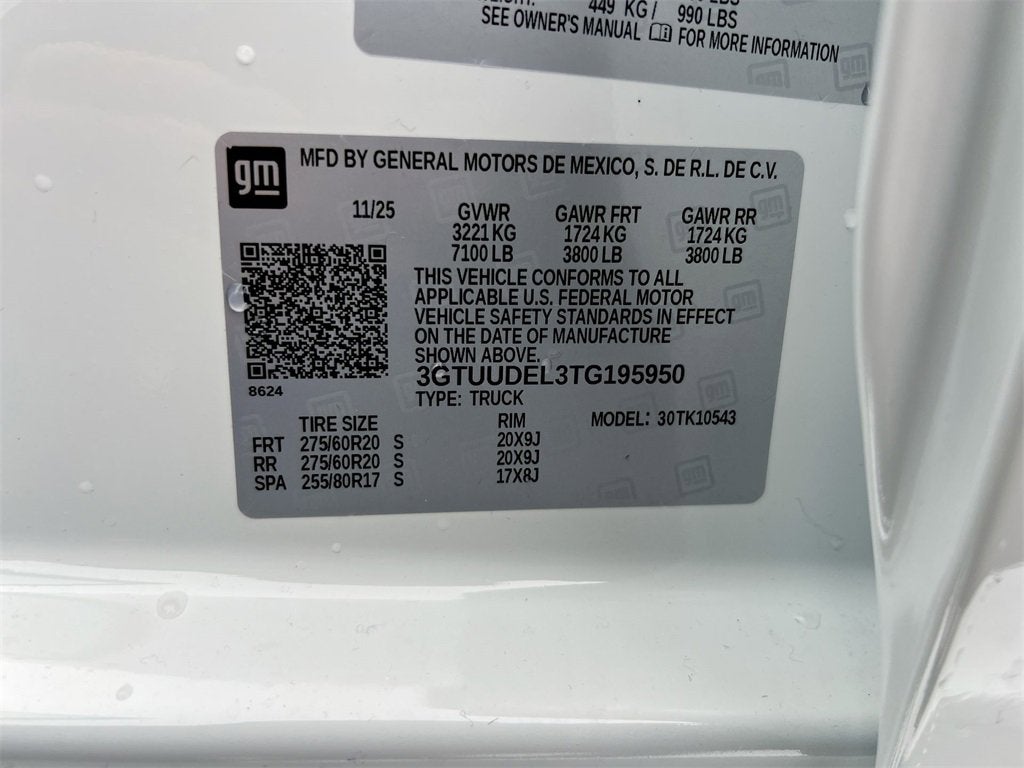 449 KG/ 990 LBS
SEE OWNER'S MANUAL FOR MORE INFORMATION
gm
MFD BY GENERAL MOTORS DE MEXICO, S. DE R.L. DE C.V.
11/25 GVWR GAWR FRT GAWR RR
3221 KG 1724 KG 1724 KG
7100 LB 3800 LB 3800 LB
THIS VEHICLE CONFORMS TO ALL
APPLICABLE U.S. FEDERAL MOTOR
VEHICLE SAFETY STANDARDS IN EFFECT
ON THE DATE OF MANUFACTURE
SHOWN ABOVE.
3GTUUDEL3TG195950
8624
TYPE: TRUCK
TIRE SIZE RIM MODEL: 30TK10543
FRT 275/60R20 S 20X9J
RR 275/60R20 S 20X9J
SPA 255/80R17 S 17X8J